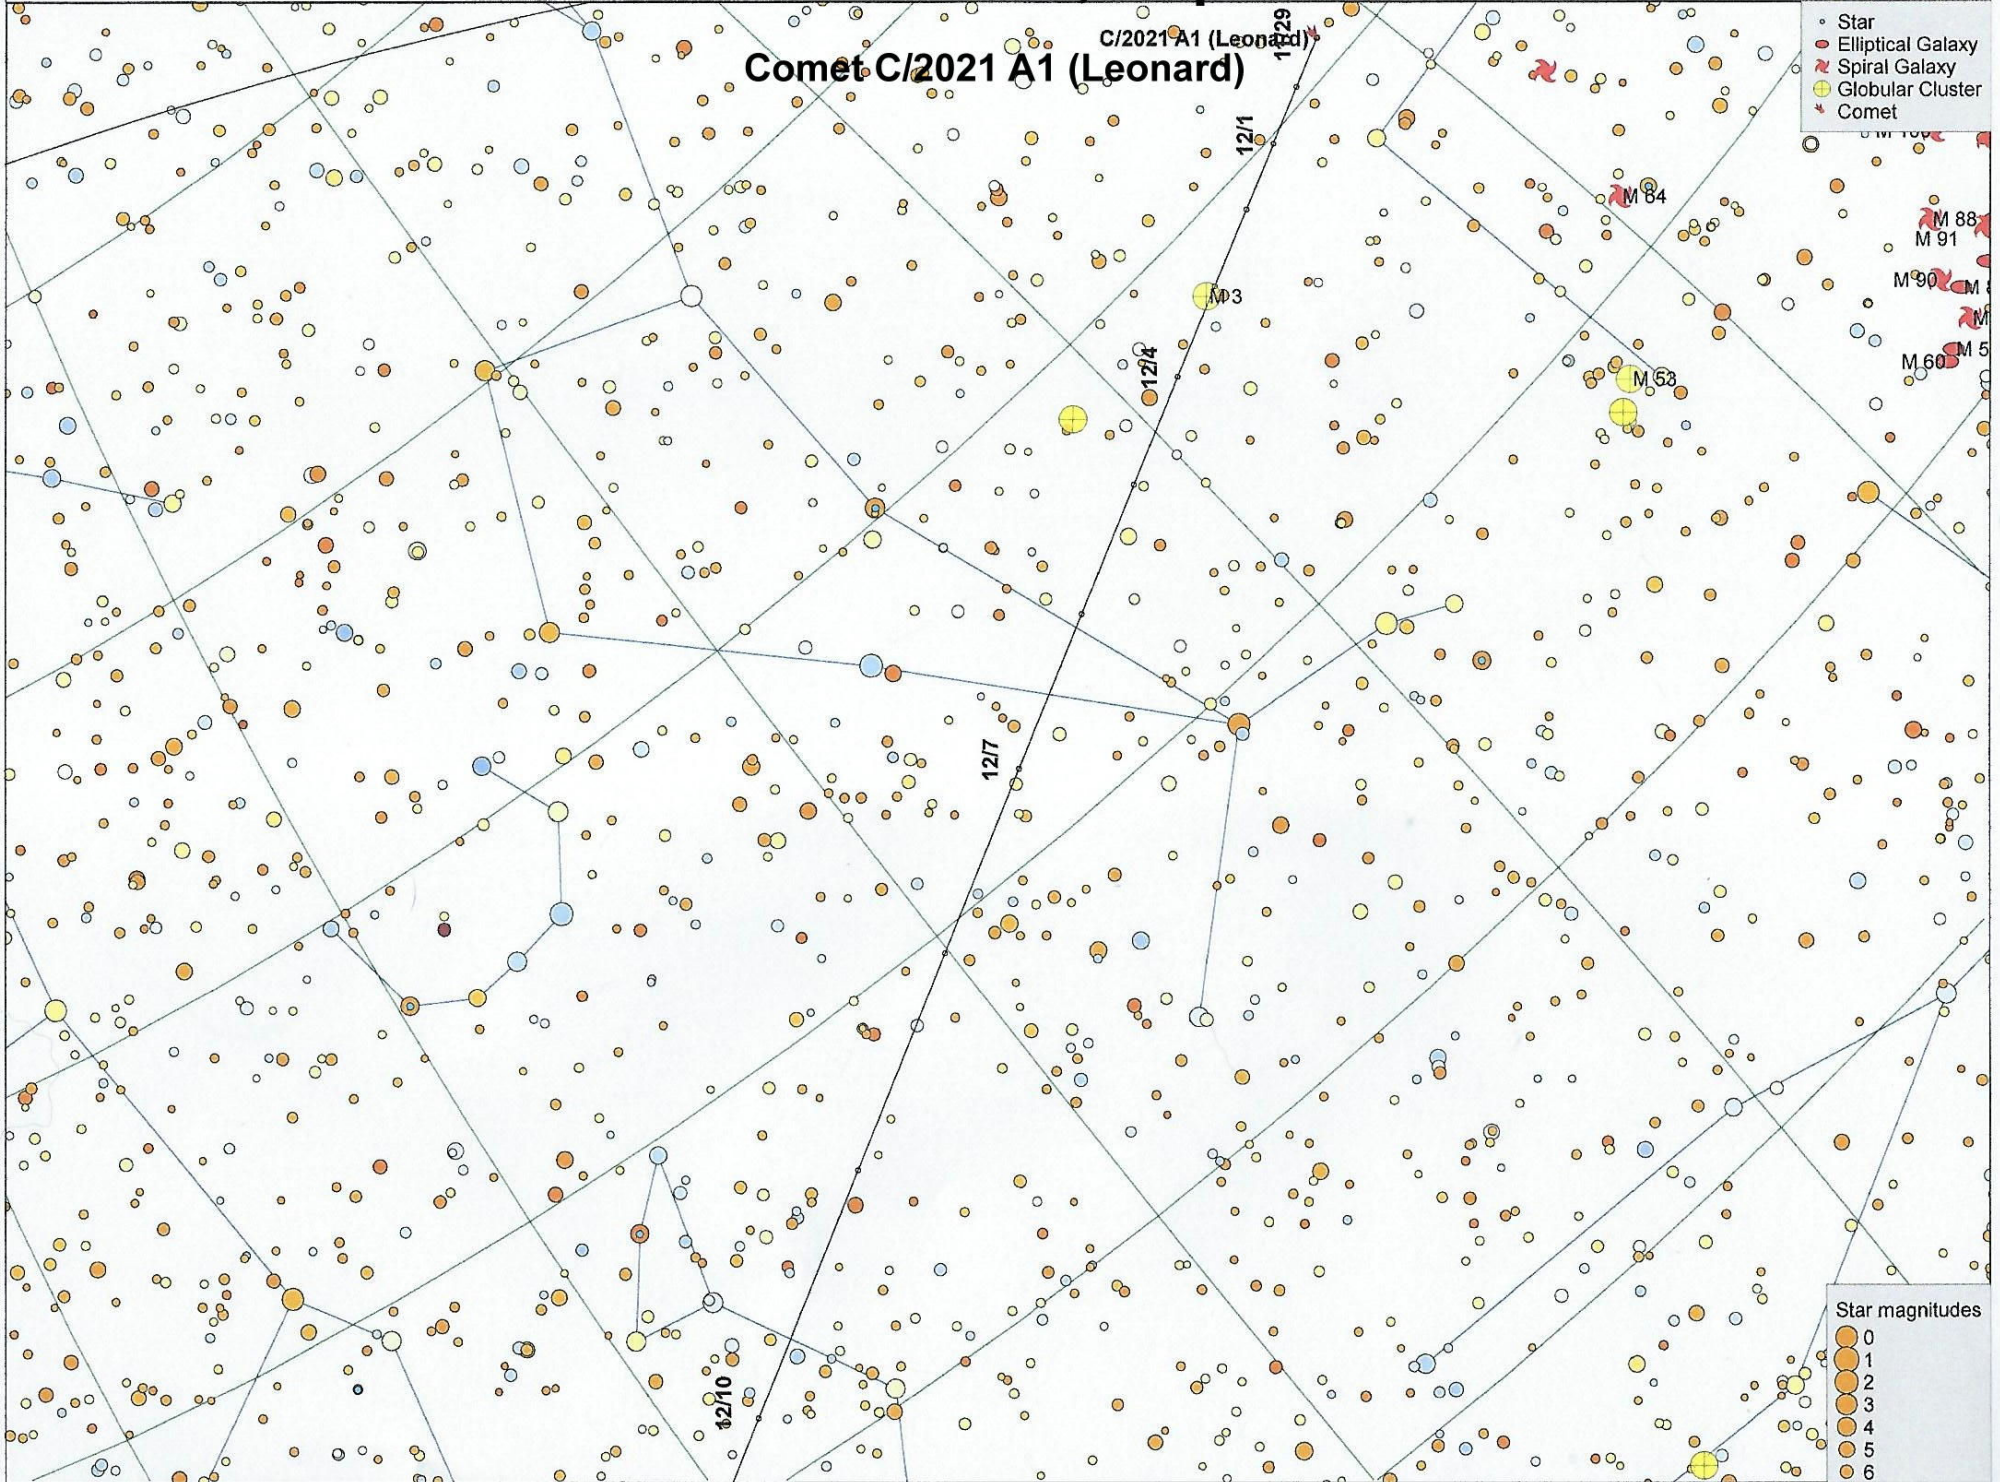 C/2021 A1 (Leonard)
11/29
Comet C/2021 A1 (Leonard)
Star
Elliptical Galaxy
Spiral Galaxy
Globular Cluster
Comet
12/1
M 64
M 88
M 91
M 90
M 3
M 60
12/4
M 53
12/7
12/10
Star magnitudes
0
1
2
3
4
5
6